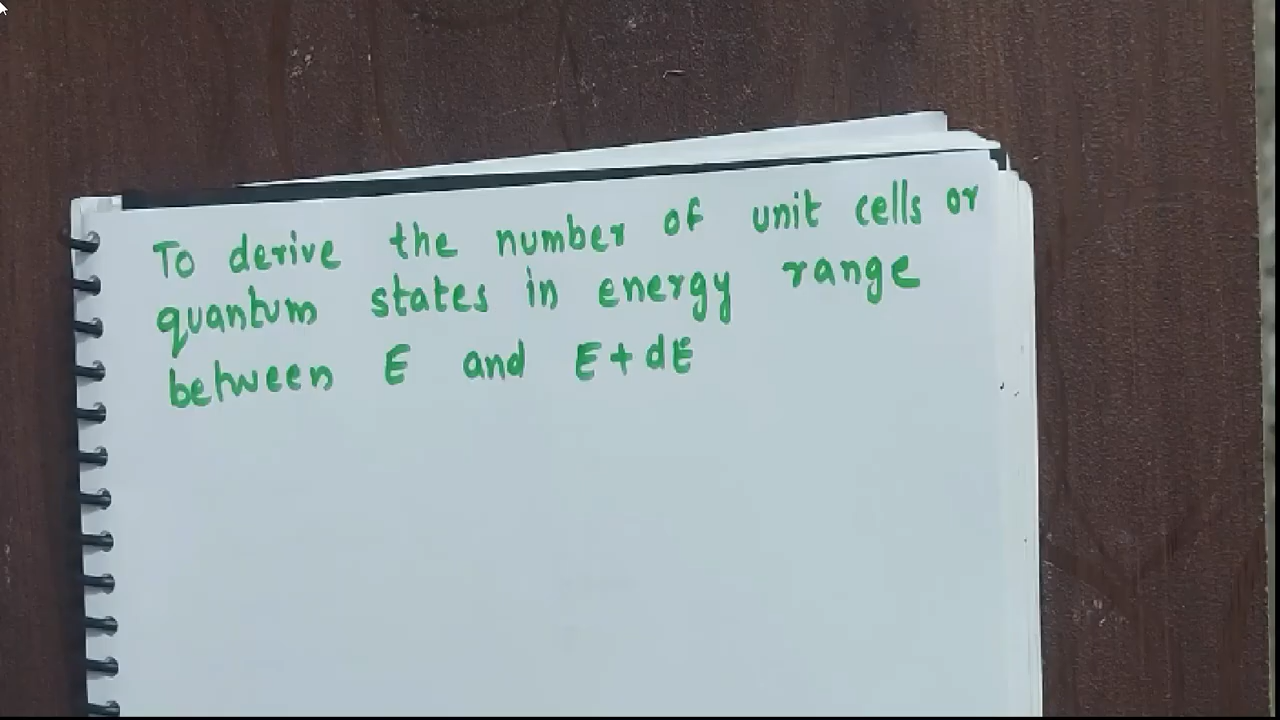 To derive the number of unit cells or
quantum states in energy range
between E and E+dE